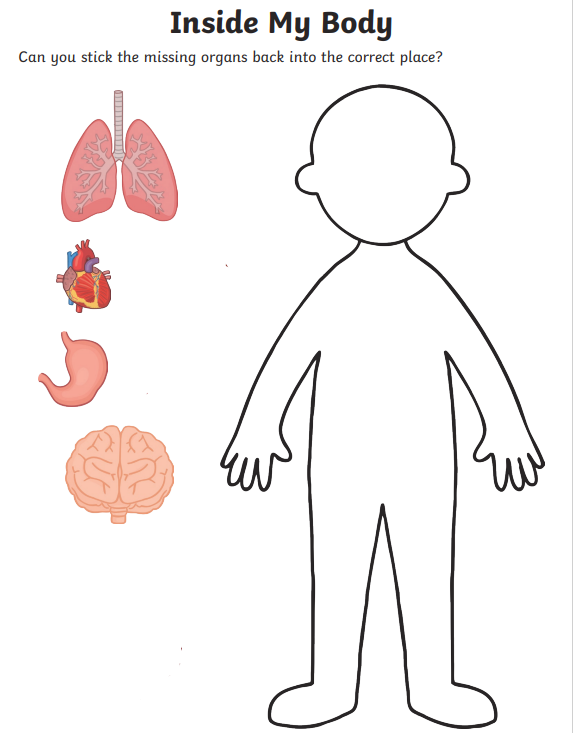 Inside My Body
Can you stick the missing organs back into the correct place?